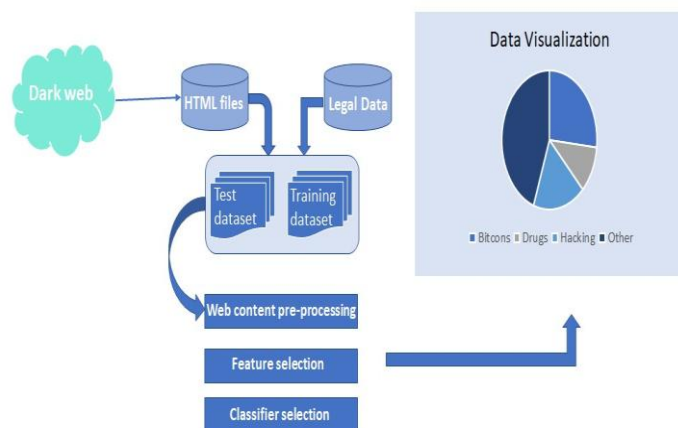 Dark web
HTML files
Legal Data
Test
dataset
Training
dataset
Web content pre-processing
Feature selection
Classifier selection
Data Visualization
Bitcons Drugs Hacking Other